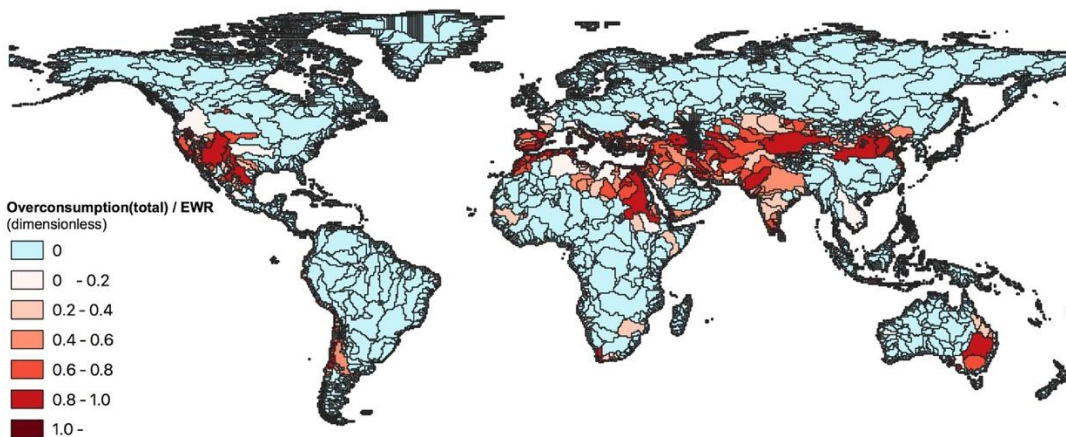 Overconsumption(total) / EWR
(dimensionless)
0
0 - 0.2
0.2 - 0.4
0.4 - 0.6
0.6 - 0.8
0.8 - 1.0
1.0 -